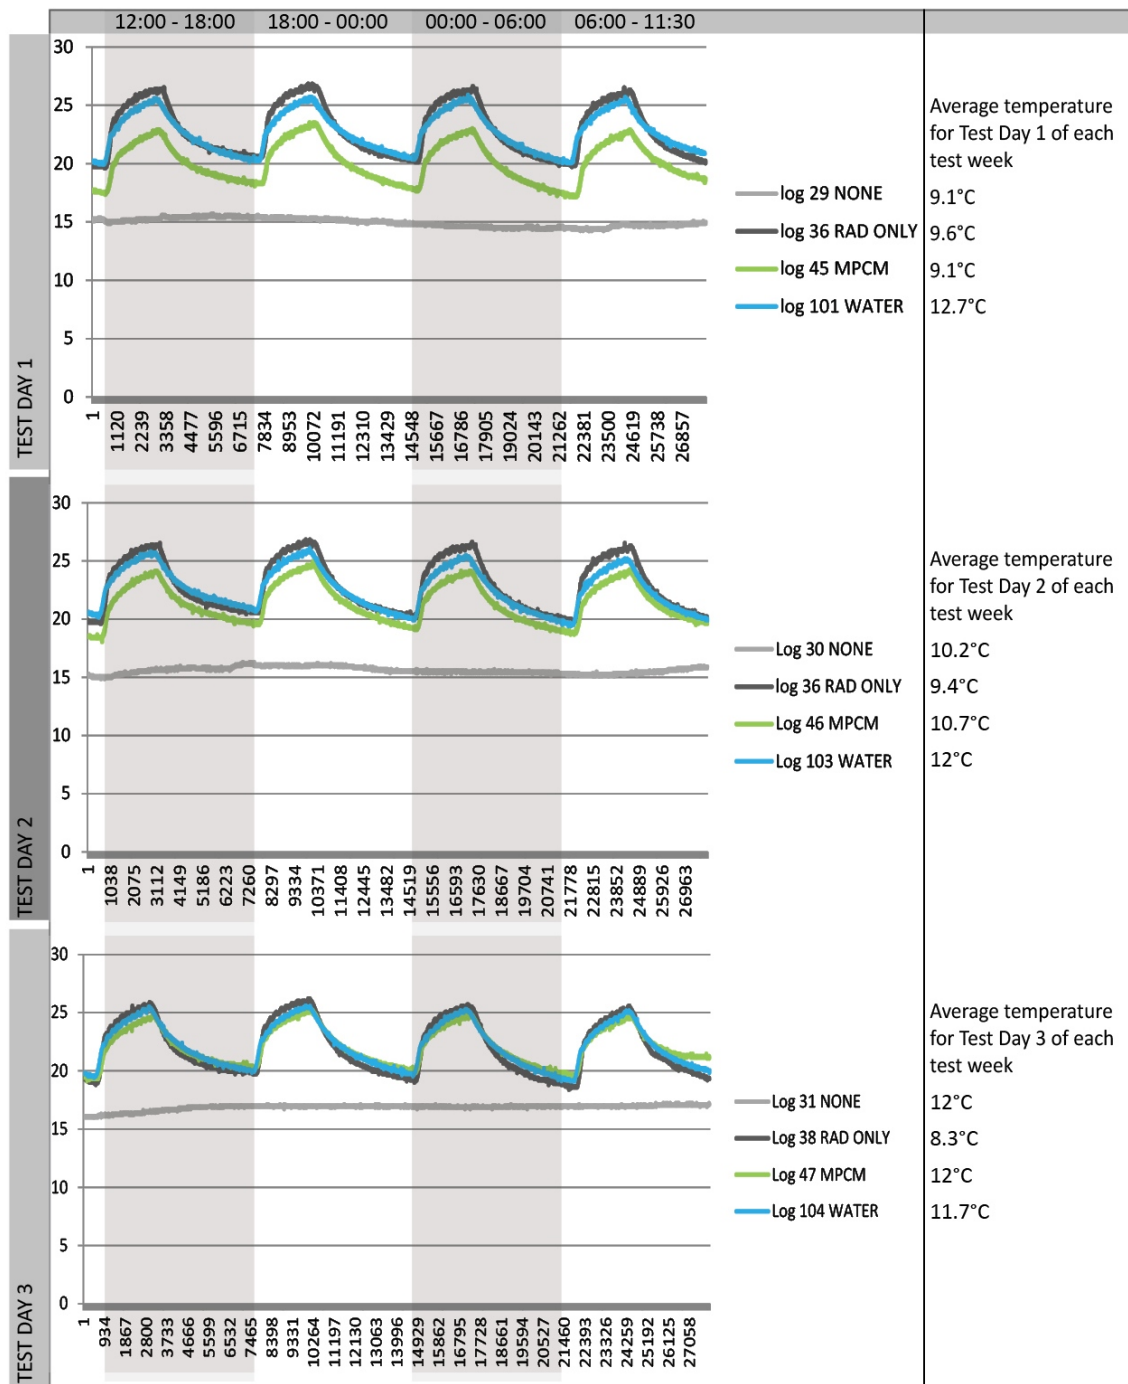 12:00 - 18:00 18:00 - 00:00 00:00 - 06:00 06:00 - 11:30
TEST DAY 1
30
25
20
15
10
5
0
1 1120 2239 3358 4477 5596 6715 7834 8953 10072 11191 12310 13429 14548 15667 16786 17905 19024 20143 21262 22381 23500 24619 25738 26857
log 29 NONE
log 36 RAD ONLY
log 45 MPCM
log 101 WATER
Average temperature
for Test Day 1 of each
test week
9.1°C
9.6°C
9.1°C
12.7°C
TEST DAY 2
30
25
20
15
10
5
0
1 1038 2075 3112 4149 5186 6223 7260 8297 9334 10371 11408 12445 13482 14519 15556 16593 17630 18667 19704 20741 21778 22815 23852 24889 25926 26963
Log 30 NONE
log 36 RAD ONLY
Log 46 MPCM
Log 103 WATER
Average temperature
for Test Day 2 of each
test week
10.2°C
9.4°C
10.7°C
12°C
TEST DAY 3
30
25
20
15
10
5
0
1 934 1867 2800 3733 4666 5599 6532 7465 8398 9331 10264 11197 12130 13063 13996 14929 15862 16795 17728 18661 19594 20527 21460 22393 23326 24259 25192 26125 27058
Log 31 NONE
Log 38 RAD ONLY
Log 47 MPCM
Log 104 WATER
Average temperature
for Test Day 3 of each
test week
12°C
8.3°C
12°C
11.7°C